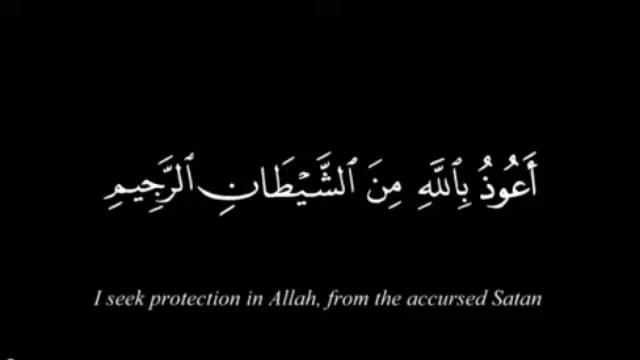 أَعُوذُ بِٱللَّهِ مِنَ ٱلشَّيْطَانِ ٱلرَّجِيمِ
I seek protection in Allah, from the accursed Satan